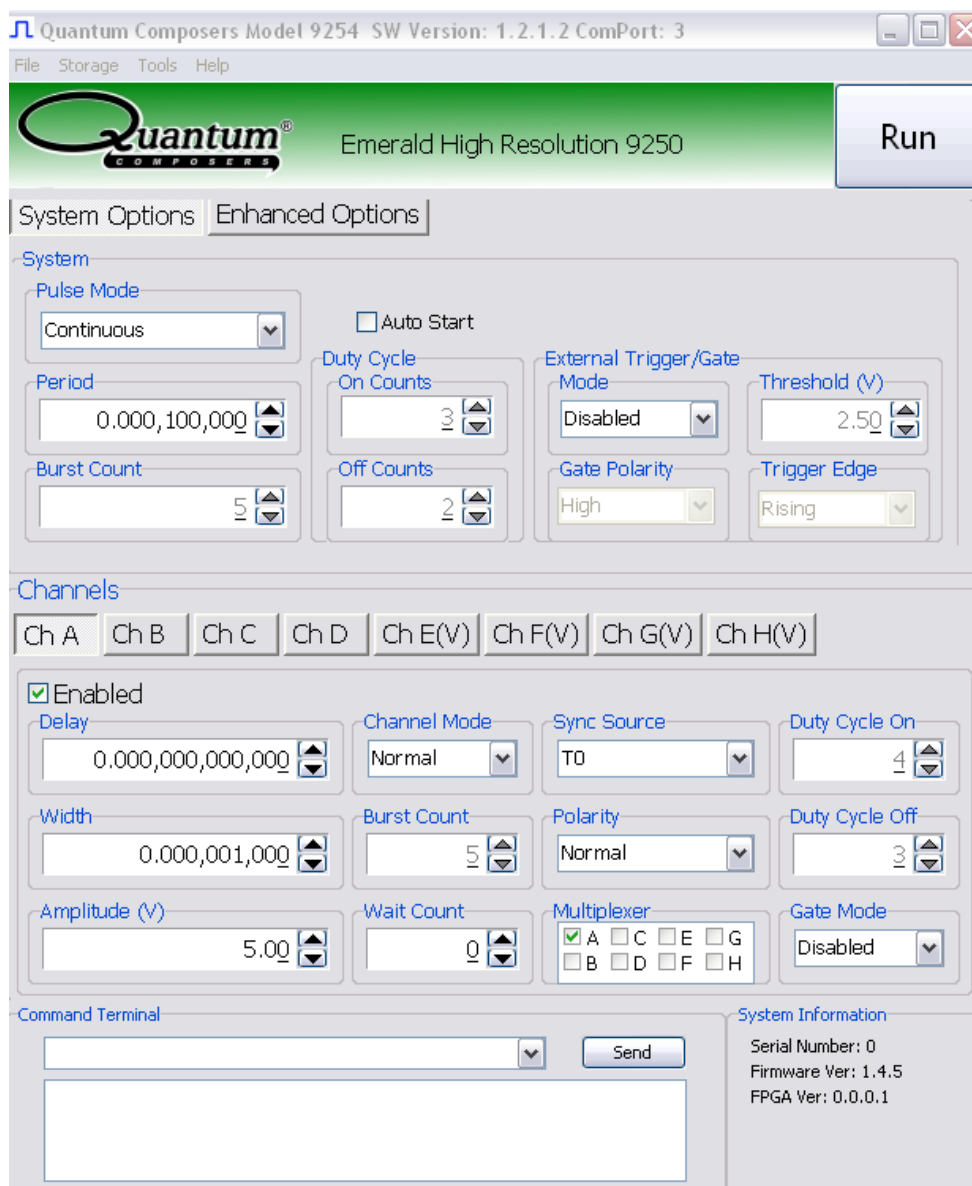 Quantum Composers Model 9254 SW Version: 1.2.1.2 ComPort: 3
File Storage Tools Help
Quantum®
COMPOSERS
Emerald High Resolution 9250
Run
System Options
Enhanced Options
System
Pulse Mode
Continuous
Auto Start
Period
0.000,100,000
Duty Cycle
On Counts
3
External Trigger/Gate
Mode
Disabled
Threshold (V)
2.50
Burst Count
5
Off Counts
2
Gate Polarity
High
Trigger Edge
Rising
Channels
Ch A
Ch B
Ch C
Ch D
Ch E(V)
Ch F(V)
Ch G(V)
Ch H(V)
Enabled
Delay
0.000,000,000,000
Channel Mode
Normal
Sync Source
T0
Duty Cycle On
4
Width
0.000,001,000
Burst Count
5
Polarity
Normal
Duty Cycle Off
3
Amplitude (V)
5.00
Wait Count
0
Multiplexer
A C E G
B D F H
Gate Mode
Disabled
Command Terminal
Send
System Information
Serial Number: 0
Firmware Ver: 1.4.5
FPGA Ver: 0.0.0.1